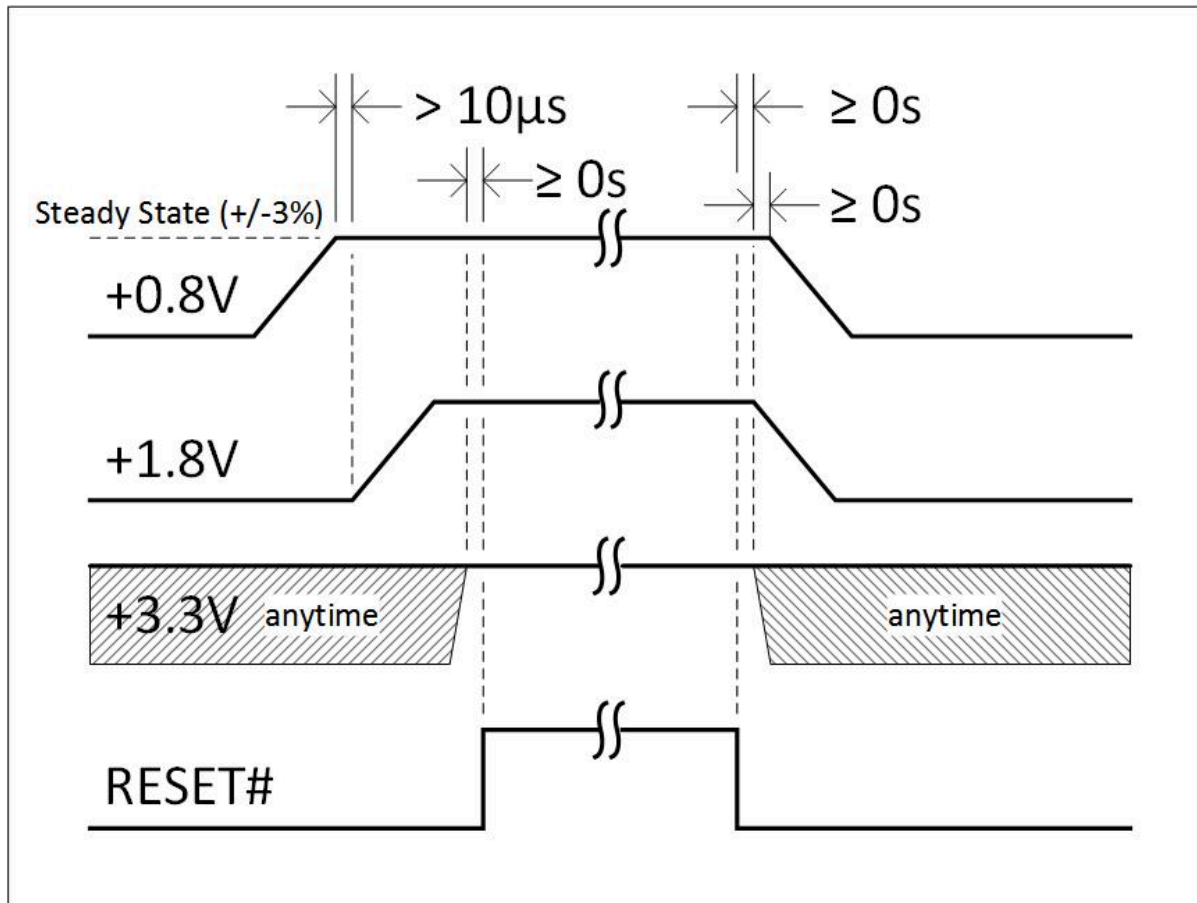 > 10µs
≥ 0s
≥ 0s
≥ 0s
Steady State (+/-3%)
+0.8V
+1.8V
+3.3V anytime anytime
RESET#